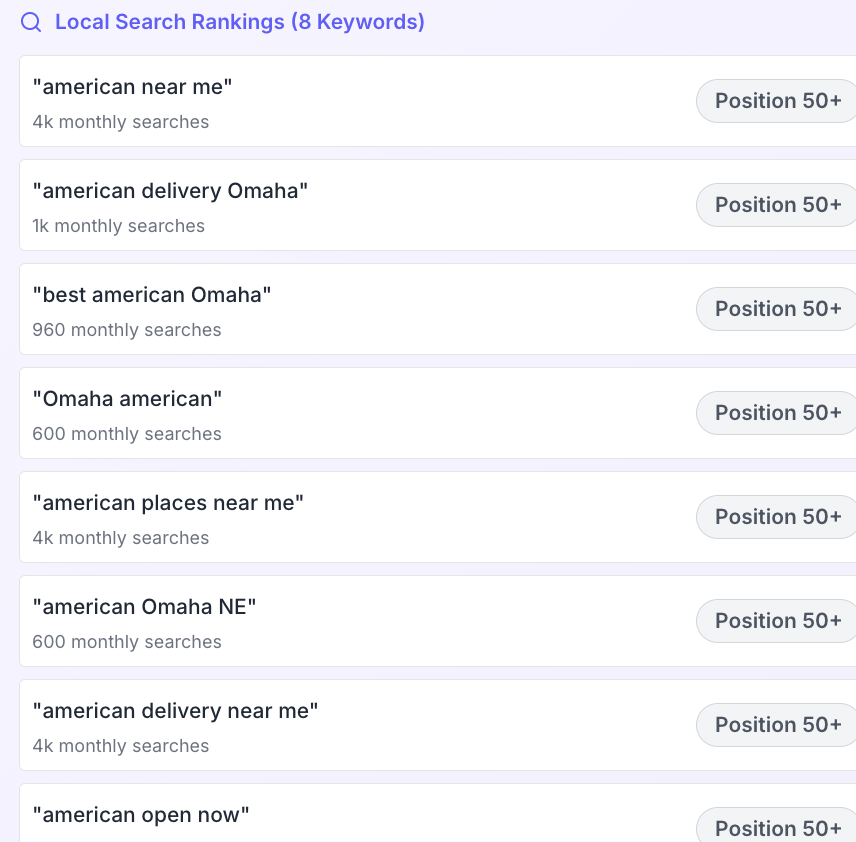 Local Search Rankings (8 Keywords)
"american near me"
4k monthly searches
Position 50+
"american delivery Omaha"
1k monthly searches
Position 50+
"best american Omaha"
960 monthly searches
Position 50+
"Omaha american"
600 monthly searches
Position 50+
"american places near me"
4k monthly searches
Position 50+
"american Omaha NE"
600 monthly searches
Position 50+
"american delivery near me"
4k monthly searches
Position 50+
"american open now"
Position 50+